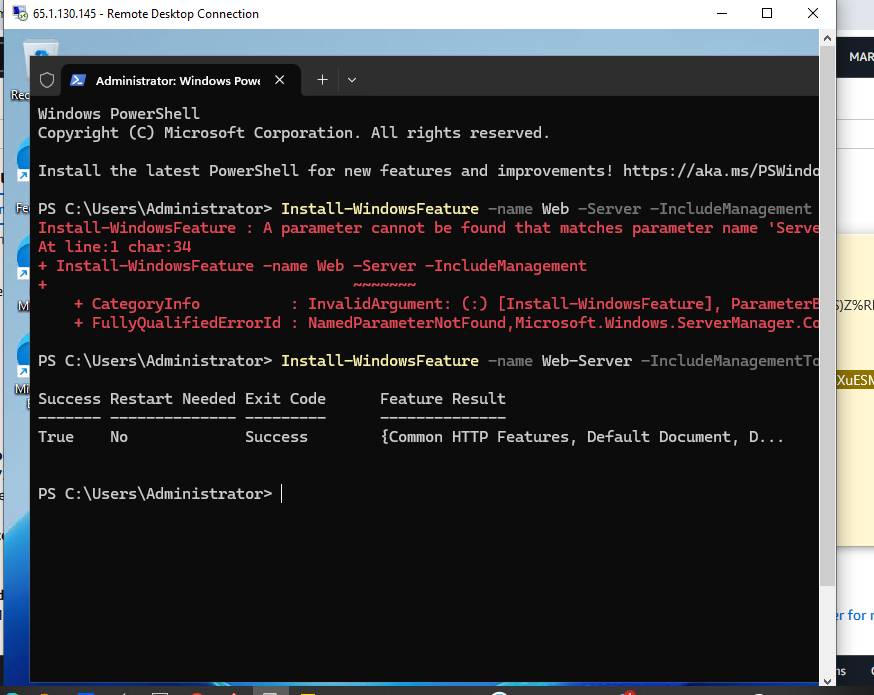 65.1.130.145 - Remote Desktop Connection
MAR
Administrator: Windows Powe
Windows PowerShell
Copyright (C) Microsoft Corporation. All rights reserved.
Install the latest PowerShell for new features and improvements! https://aka.ms/PSWindo
PS C:\Users\Administrator> Install-WindowsFeature -name Web -Server -IncludeManagement
Install-WindowsFeature : A parameter cannot be found that matches parameter name 'Serve
At line:1 char:34
+ Install-WindowsFeature -name Web -Server -IncludeManagement
+                                  ~~~~~~~
    + CategoryInfo          : InvalidArgument: (:) [Install-WindowsFeature], ParameterB
    + FullyQualifiedErrorId : NamedParameterNotFound,Microsoft.Windows.ServerManager.Co
PS C:\Users\Administrator> Install-WindowsFeature -name Web-Server -IncludeManagementTo
Success Restart Needed Exit Code      Feature Result
------- -------------- ---------      --------------
True    No             Success        {Common HTTP Features, Default Document, D...
PS C:\Users\Administrator>
XuESM
er for